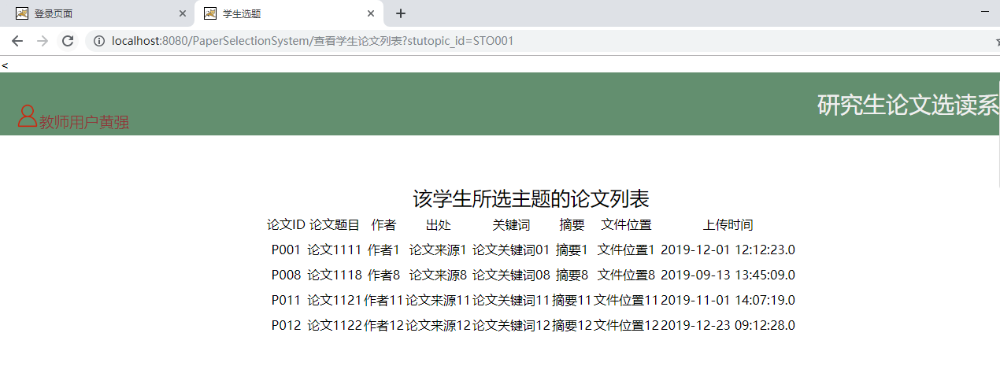 登录页面 学生选题
localhost:8080/PaperSelectionSystem/查看学生论文列表?stutopic_id=STO001
<
研究生论文选读系
教师用户黄强
该学生所选主题的论文列表
论文ID 论文题目 作者 出处 关键词 摘要 文件位置 上传时间
P001 论文1111 作者1 论文来源1 论文关键词01 摘要1 文件位置1 2019-12-01 12:12:23.0
P008 论文1118 作者8 论文来源8 论文关键词08 摘要8 文件位置8 2019-09-13 13:45:09.0
P011 论文1121 作者11 论文来源11 论文关键词11 摘要11 文件位置11 2019-11-01 14:07:19.0
P012 论文1122 作者12 论文来源12 论文关键词12 摘要12 文件位置12 2019-12-23 09:12:28.0